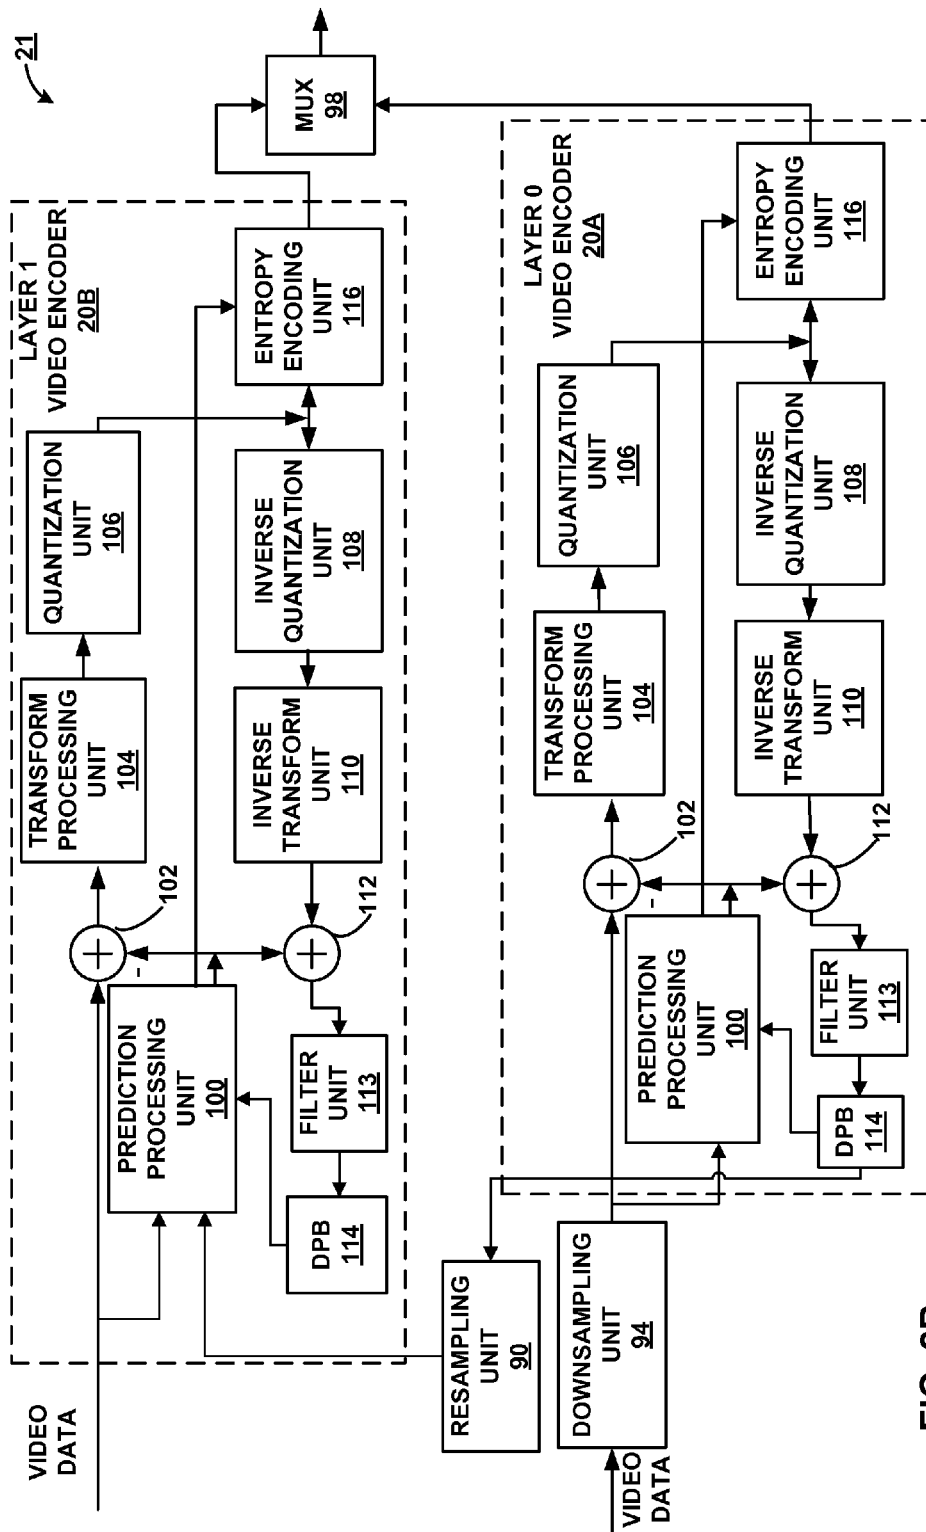 21
LAYER 1
VIDEO ENCODER
20B
VIDEO
DATA
PREDICTION
PROCESSING
UNIT
100
102
-
TRANSFORM
PROCESSING
UNIT
104
QUANTIZATION
UNIT
106
ENTROPY
ENCODING
UNIT
116
INVERSE
QUANTIZATION
UNIT
108
INVERSE
TRANSFORM
UNIT
110
112
FILTER
UNIT
113
DPB
114
MUX
98
RESAMPLING
UNIT
90
DOWNSAMPLING
UNIT
94
VIDEO
DATA
LAYER 0
VIDEO ENCODER
20A
PREDICTION
PROCESSING
UNIT
100
102
-
TRANSFORM
PROCESSING
UNIT
104
QUANTIZATION
UNIT
106
ENTROPY
ENCODING
UNIT
116
INVERSE
QUANTIZATION
UNIT
108
INVERSE
TRANSFORM
UNIT
110
112
FILTER
UNIT
113
DPB
114